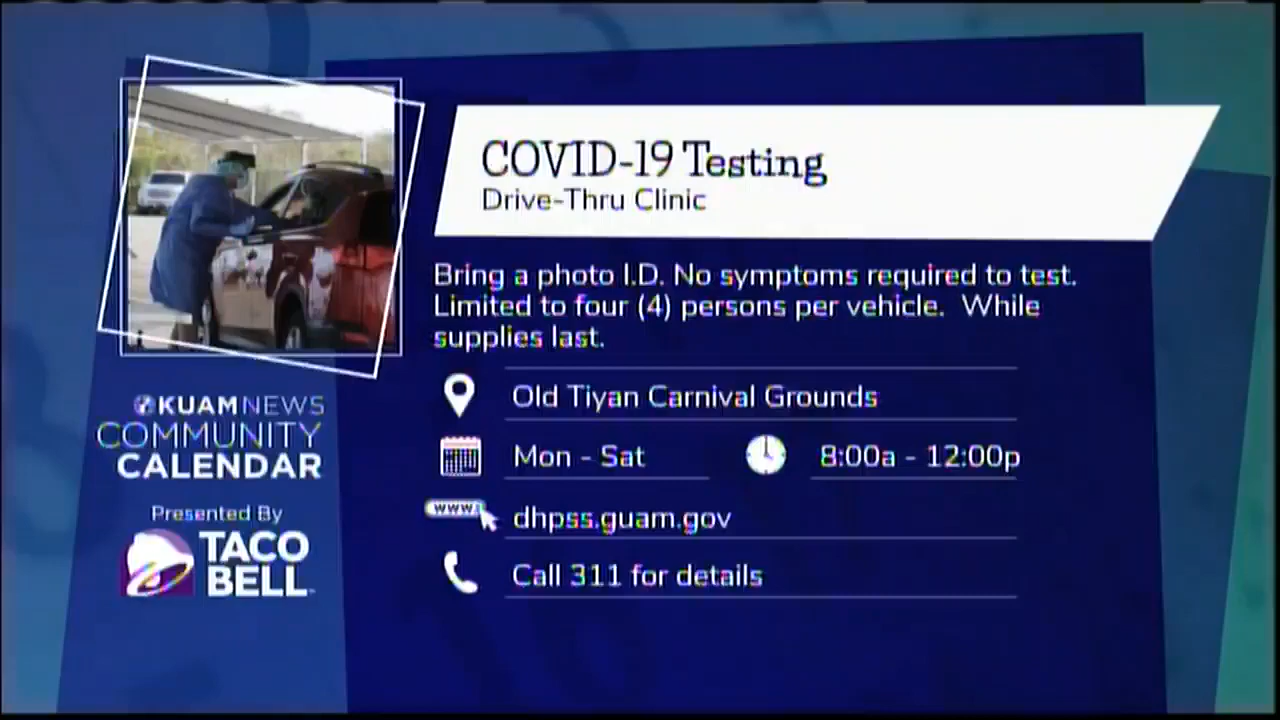 COVID-19 Testing
Drive-Thru Clinic
Bring a photo I.D. No symptoms required to test.
Limited to four (4) persons per vehicle. While
supplies last.
Old Tiyan Carnival Grounds
Mon - Sat
8:00a - 12:00p
www.
dhpss.guam.gov
Call 311 for details
KUAM NEWS
COMMUNITY
CALENDAR
Presented By
TACO
BELL